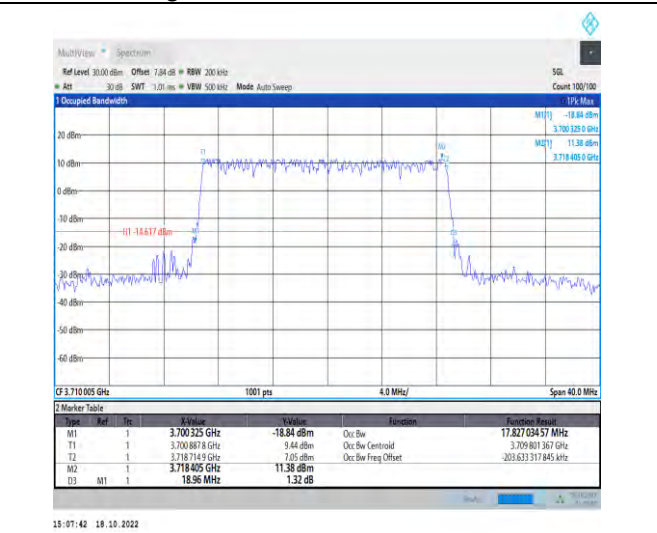 MultiView Spectrum
Ref Level 30.00 dBm Offset 7.84 dB RBW 200 kHz SGL
Att 30 dB SWT 1.01 ms VBW 500 kHz Mode Auto Sweep Count 100/100
1 Occupied Bandwidth 1Pk Max
M1[1] -18.84 dBm
3.700 325 0 GHz
M2[1] 11.38 dBm
3.718 405 0 GHz
20 dBm
M2
T1
T2
10 dBm
0 dBm
-10 dBm
H1 -14.617 dBm
-20 dBm
-30 dBm
-40 dBm
-50 dBm
-60 dBm
CF 3.710 005 GHz 1001 pts 4.0 MHz/ Span 40.0 MHz
2 Marker Table
Type Ref Trc X-Value Y-Value Function Function Result
M1 1 3.700 325 GHz -18.84 dBm Occ Bw 17.827 034 57 MHz
T1 1 3.700 887 8 GHz 9.44 dBm Occ Bw Centroid 3.709 801 367 GHz
T2 1 3.718 714 9 GHz 7.05 dBm Occ Bw Freq Offset -203.633 317 845 kHz
M2 1 3.718 405 GHz 11.38 dBm
D3 M1 1 18.96 MHz 1.32 dB
15:07:42 18.10.2022